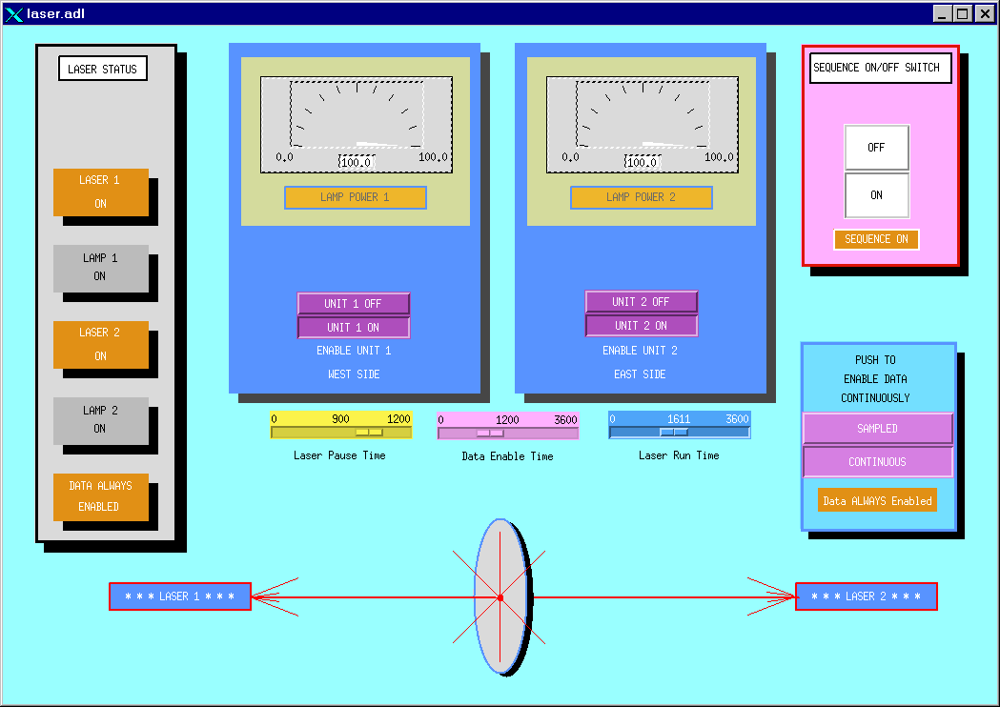 laser.adl
LASER STATUS
LASER 1
ON
LAMP 1
ON
LASER 2
ON
LAMP 2
ON
DATA ALWAYS
ENABLED
0.0 100.0 100.0
LAMP POWER 1
UNIT 1 OFF
UNIT 1 ON
ENABLE UNIT 1
WEST SIDE
0.0 100.0 100.0
LAMP POWER 2
UNIT 2 OFF
UNIT 2 ON
ENABLE UNIT 2
EAST SIDE
SEQUENCE ON/OFF SWITCH
OFF
ON
SEQUENCE ON
PUSH TO
ENABLE DATA
CONTINUOUSLY
SAMPLED
CONTINUOUS
Data ALWAYS Enabled
0 900 1200
Laser Pause Time
0 1200 3600
Data Enable Time
0 1611 3600
Laser Run Time
* * * LASER 1 * * *
* * * LASER 2 * * *